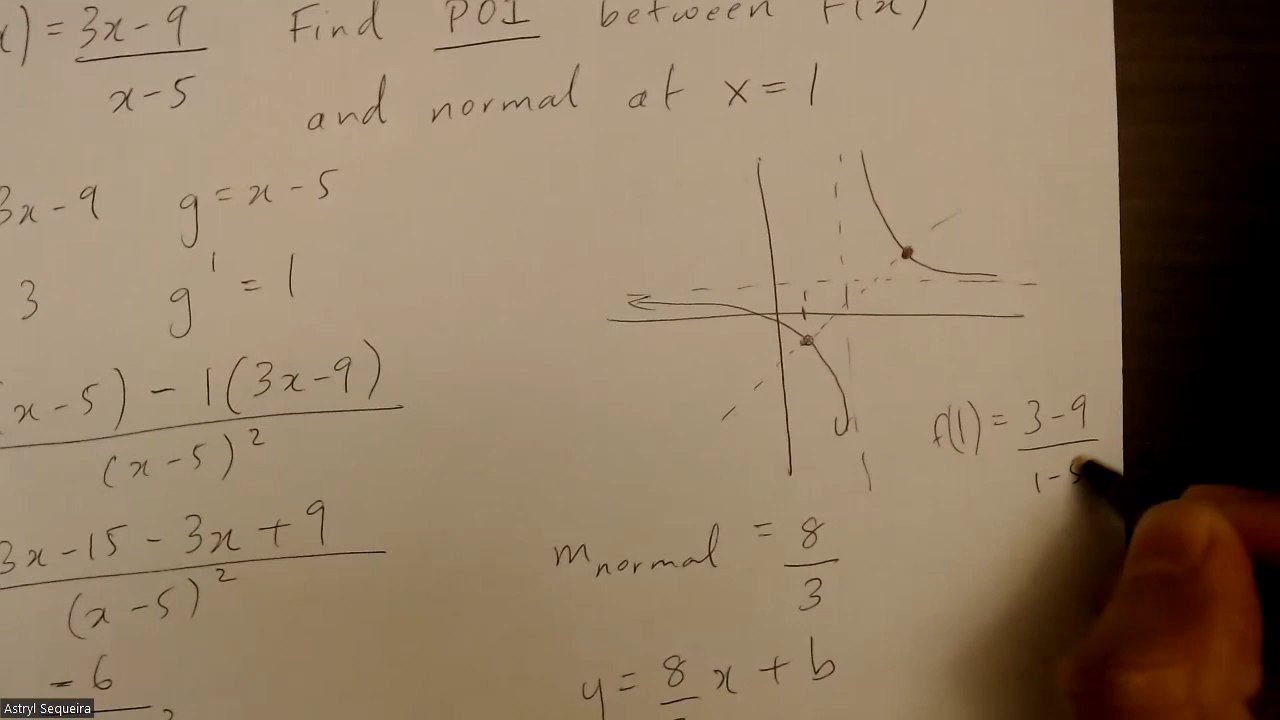 x) = 3x - 9 / x - 5 Find POI between f(x)
and normal at x = 1
3x - 9 g = x - 5
3 g' = 1
x - 5) - 1(3x - 9) / (x - 5)²
f(1) = 3 - 9 / 1 - 5
3x - 15 - 3x + 9 / (x - 5)²
m normal = 8 / 3
= 6
y = 8 x + b
Astryl Sequeira